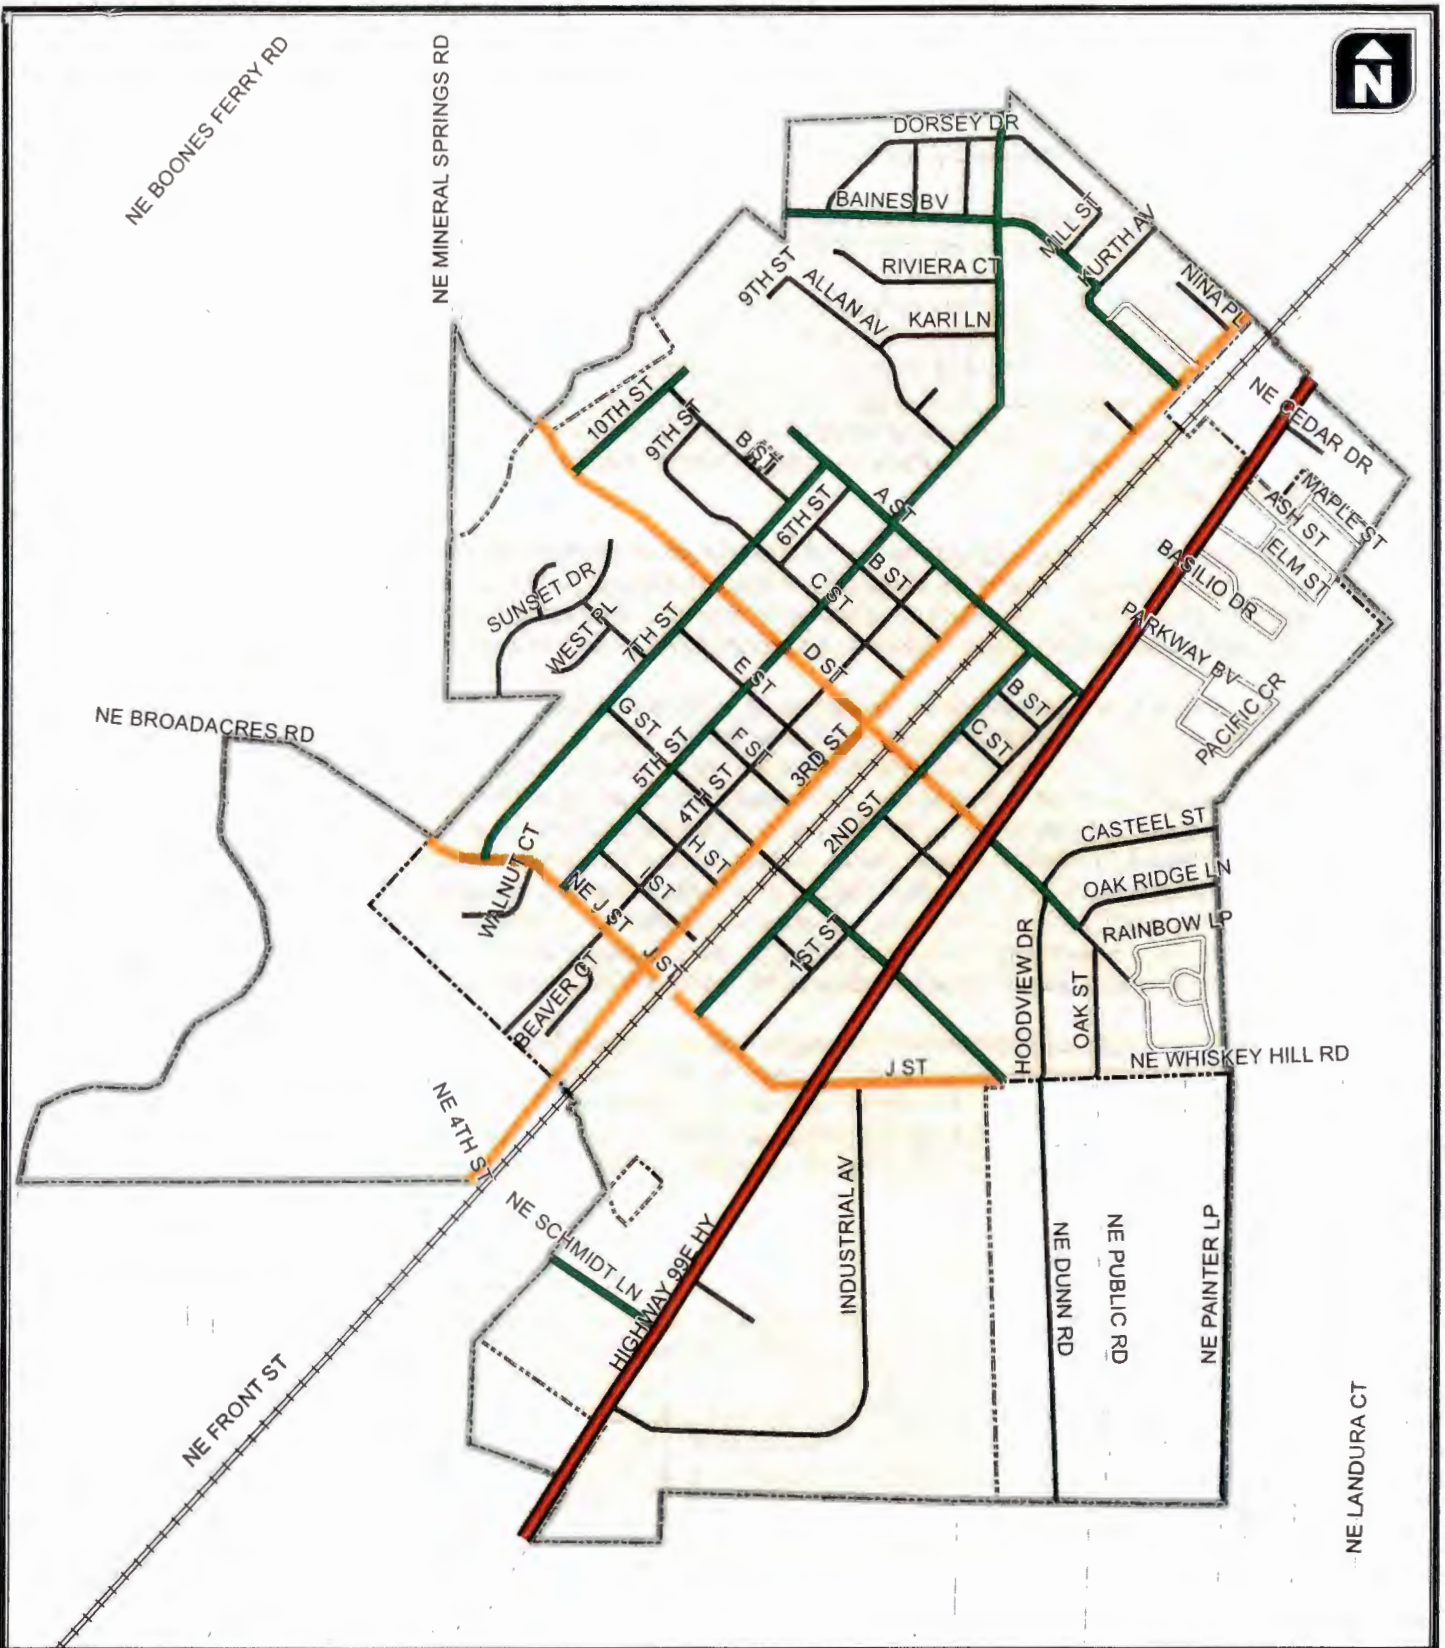 NE BOONES FERRY RD
NE MINERAL SPRINGS RD
N
DORSEY DR
BAINES BV
MILL ST
KURTH AV
9TH ST
ALLAN AV
RIVIERA CT
NINA PL
KARI LN
10TH ST
9TH ST
B ST
NE CEDAR DR
MAPLE ST
ASH ST
ELM ST
6TH ST
A ST
BASILIO DR
B ST
C ST
SUNSET DR
WEST PL
7TH ST
PARKWAY BV
D ST
E ST
B ST
PACIFIC CR
NE BROADACRES RD
G ST
F ST
C ST
5TH ST
3RD ST
4TH ST
2ND ST
CASTEEL ST
WALNUT CT
H ST
I ST
OAK RIDGE LN
NE J ST
RAINBOW LP
1ST ST
J ST
HOODVIEW DR
OAK ST
BEAVER CT
NE WHISKEY HILL RD
J ST
NE 4TH ST
NE SCHMIDT LN
INDUSTRIAL AV
HIGHWAY 99E HY
NE DUNN RD
NE PUBLIC RD
NE PAINTER LP
NE FRONT ST
NE LANDURA CT